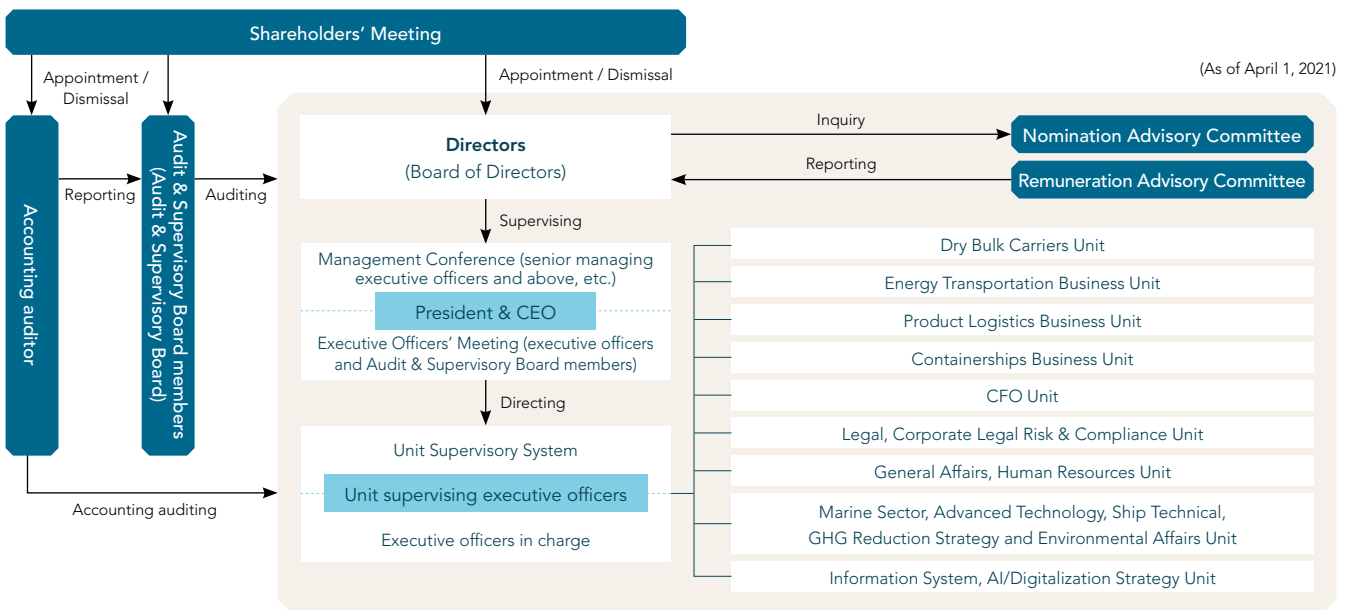 Shareholders’ Meeting
(As of April 1, 2021)
Appointment /
Dismissal
Appointment / Dismissal
Accounting auditor
Reporting
Audit & Supervisory Board members
(Audit & Supervisory Board)
Auditing
Directors
(Board of Directors)
Inquiry
Reporting
Nomination Advisory Committee
Remuneration Advisory Committee
Supervising
Management Conference (senior managing
executive officers and above, etc.)
President & CEO
Executive Officers’ Meeting (executive officers
and Audit & Supervisory Board members)
Directing
Unit Supervisory System
Unit supervising executive officers
Executive officers in charge
Accounting auditing
Dry Bulk Carriers Unit
Energy Transportation Business Unit
Product Logistics Business Unit
Containerships Business Unit
CFO Unit
Legal, Corporate Legal Risk & Compliance Unit
General Affairs, Human Resources Unit
Marine Sector, Advanced Technology, Ship Technical,
GHG Reduction Strategy and Environmental Affairs Unit
Information System, AI/Digitalization Strategy Unit